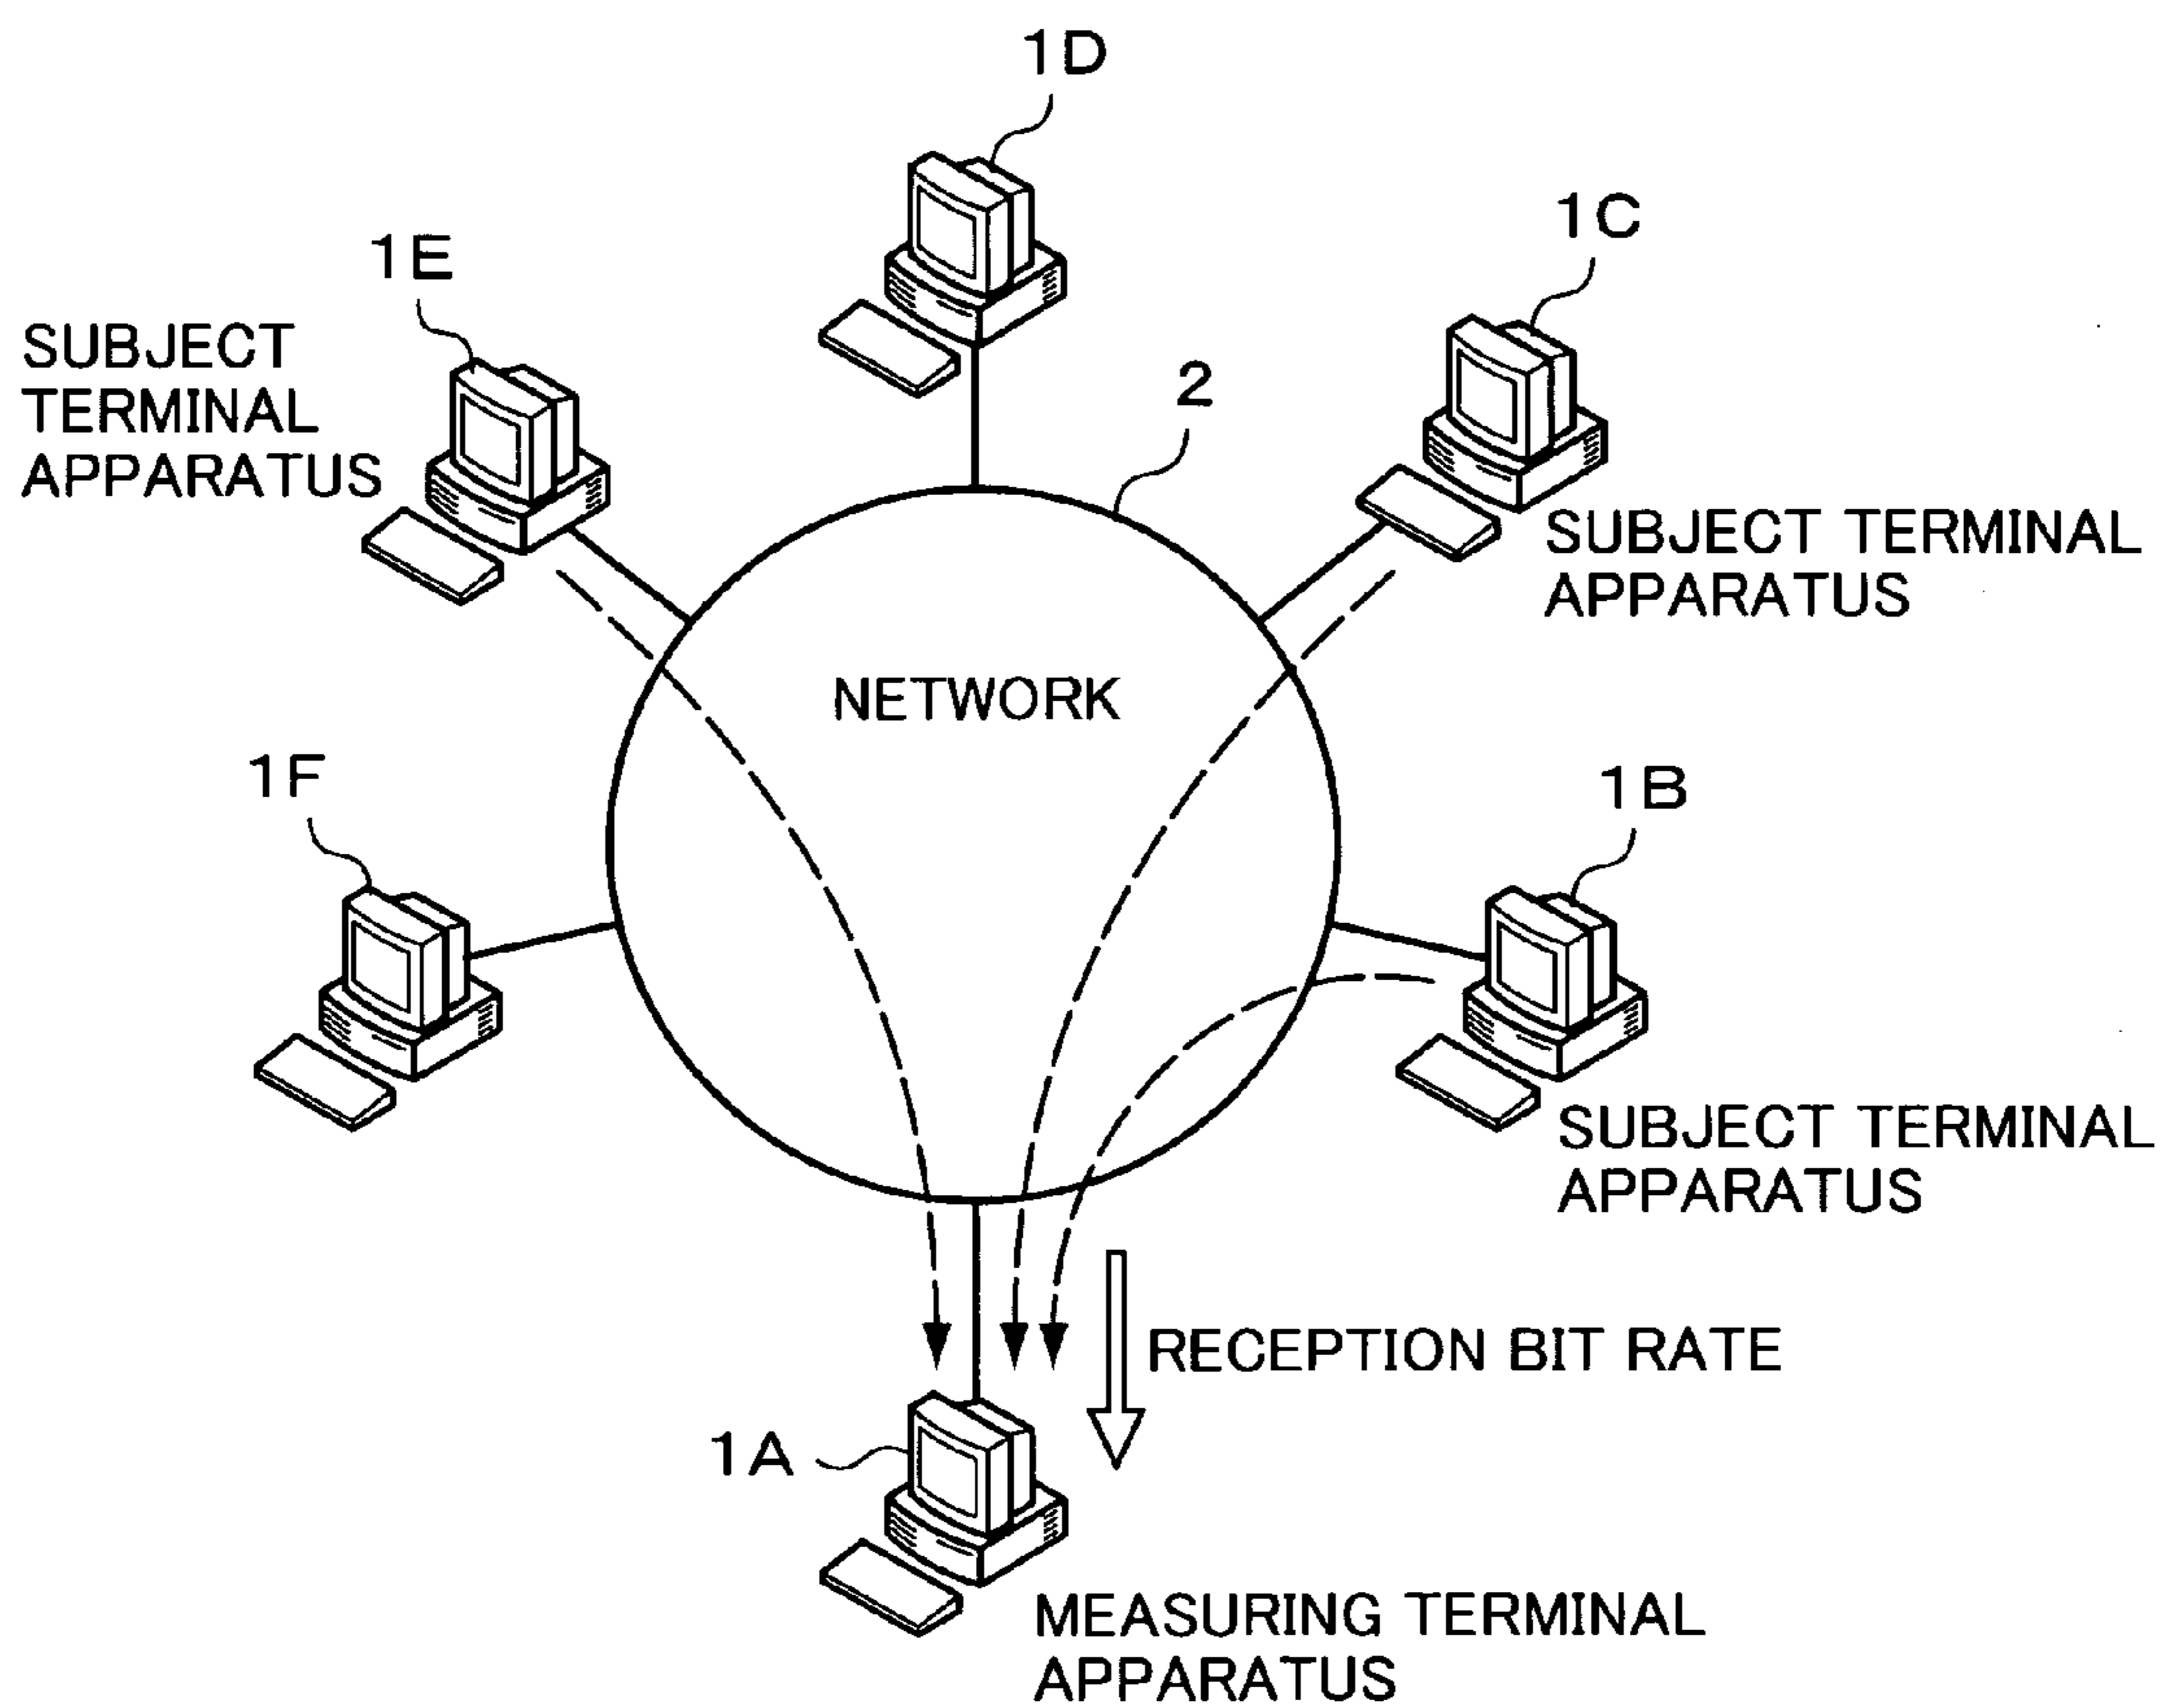 1D
1C
1E
SUBJECT
TERMINAL
APPARATUS
2
SUBJECT TERMINAL
APPARATUS
NETWORK
1F
1B
SUBJECT TERMINAL
APPARATUS
RECEPTION BIT RATE
1A
MEASURING TERMINAL
APPARATUS